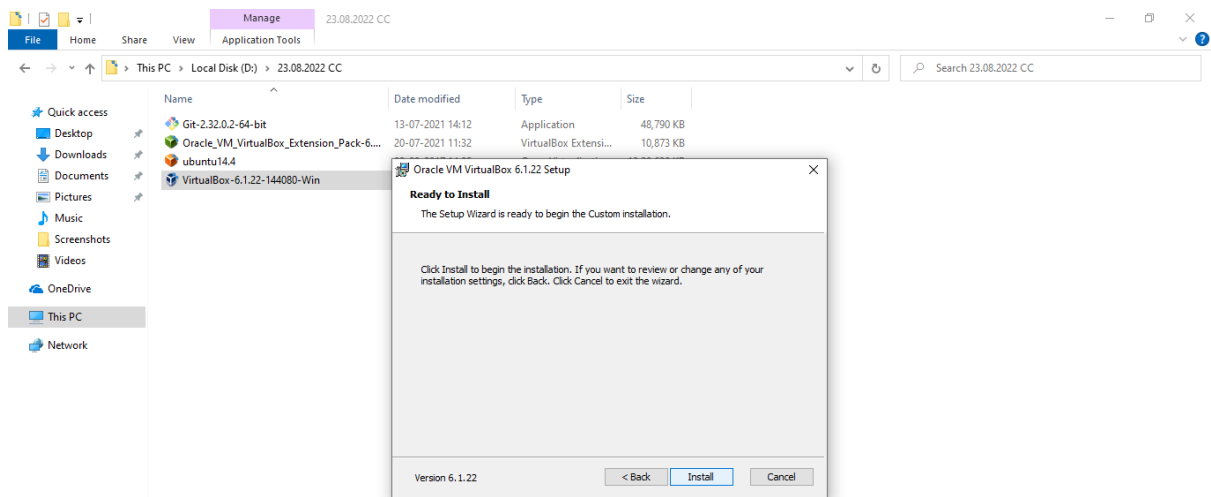 Manage 23.08.2022 CC
File Home Share View Application Tools
This PC > Local Disk (D:) > 23.08.2022 CC Search 23.08.2022 CC
Name Date modified Type Size
Quick access
Desktop
Downloads
Documents
Pictures
Music
Screenshots
Videos
OneDrive
This PC
Network
Git-2.32.0.2-64-bit 13-07-2021 14:12 Application 48,790 KB
Oracle_VM_VirtualBox_Extension_Pack-6.... 20-07-2021 11:32 VirtualBox Extensi... 10,873 KB
ubuntu14.4
VirtualBox-6.1.22-144080-Win
Oracle VM VirtualBox 6.1.22 Setup
Ready to Install
The Setup Wizard is ready to begin the Custom installation.
Click Install to begin the installation. If you want to review or change any of your
installation settings, click Back. Click Cancel to exit the wizard.
Version 6.1.22 < Back Install Cancel